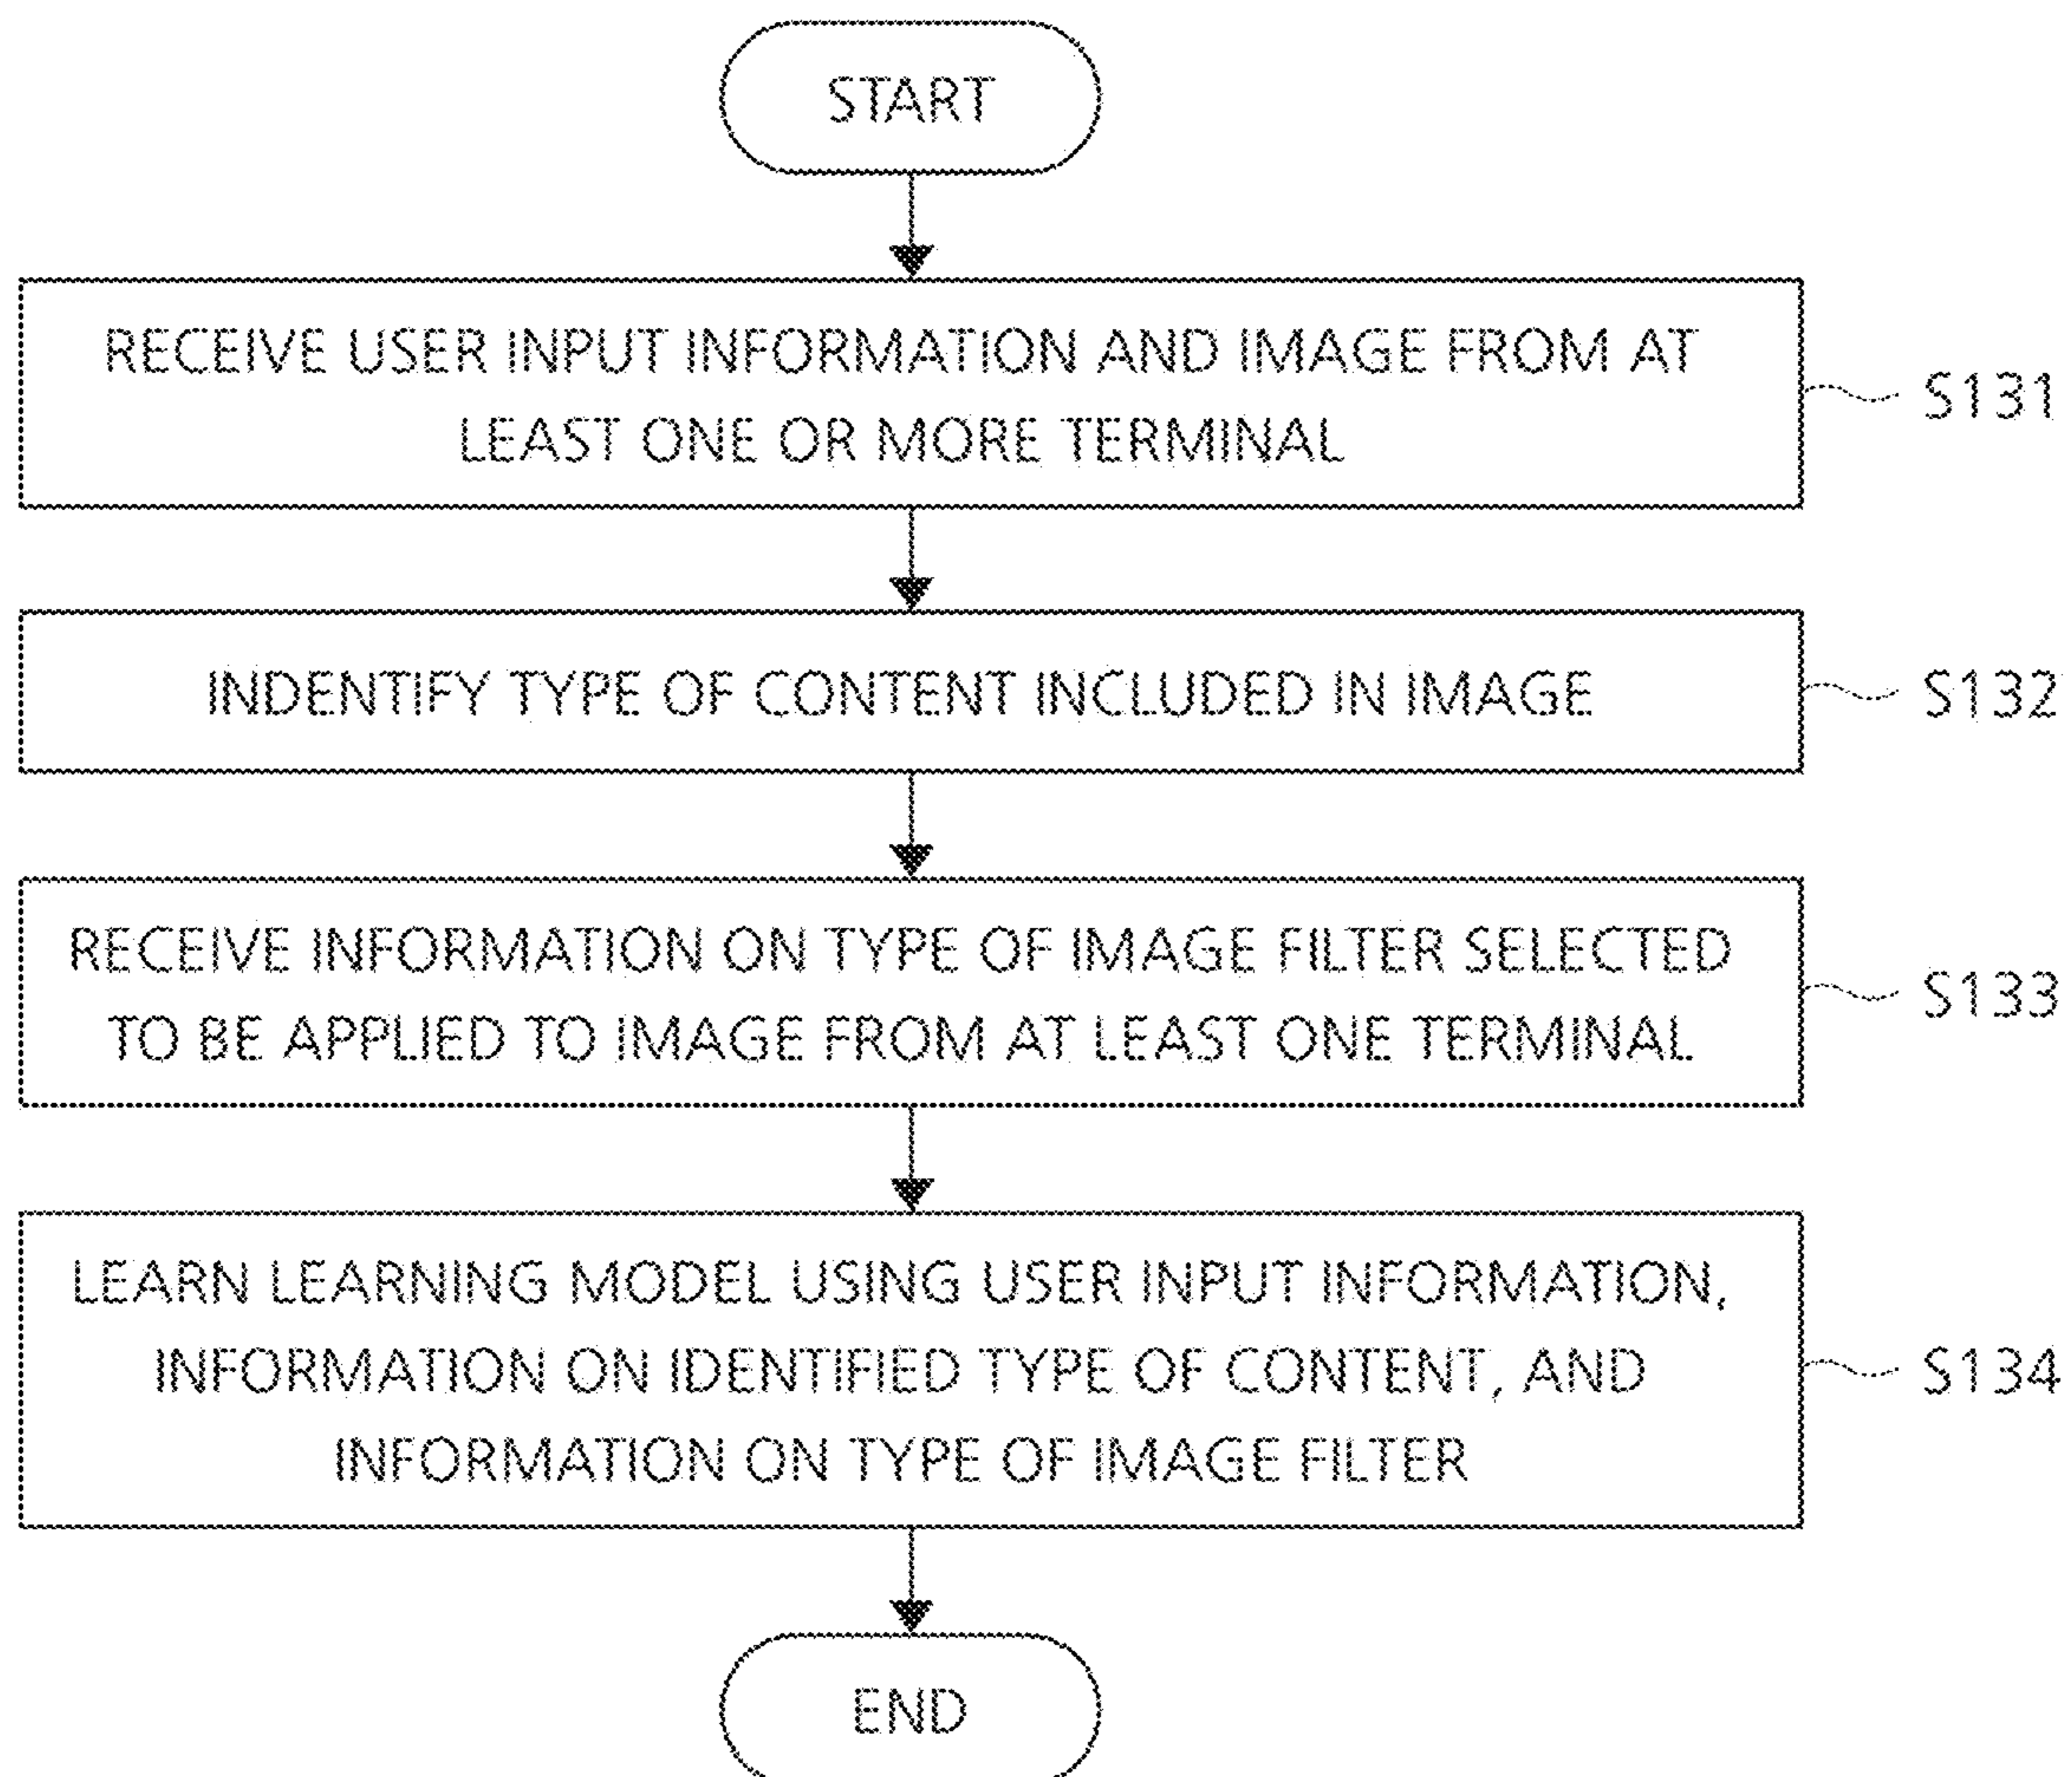 START
RECEIVE USER INPUT INFORMATION AND IMAGE FROM AT
LEAST ONE OR MORE TERMINAL
S131
INDENTIFY TYPE OF CONTENT INCLUDED IN IMAGE
S132
RECEIVE INFORMATION ON TYPE OF IMAGE FILTER SELECTED
TO BE APPLIED TO IMAGE FROM AT LEAST ONE TERMINAL
S133
LEARN LEARNING MODEL USING USER INPUT INFORMATION,
INFORMATION ON IDENTIFIED TYPE OF CONTENT, AND
INFORMATION ON TYPE OF IMAGE FILTER
S134
END